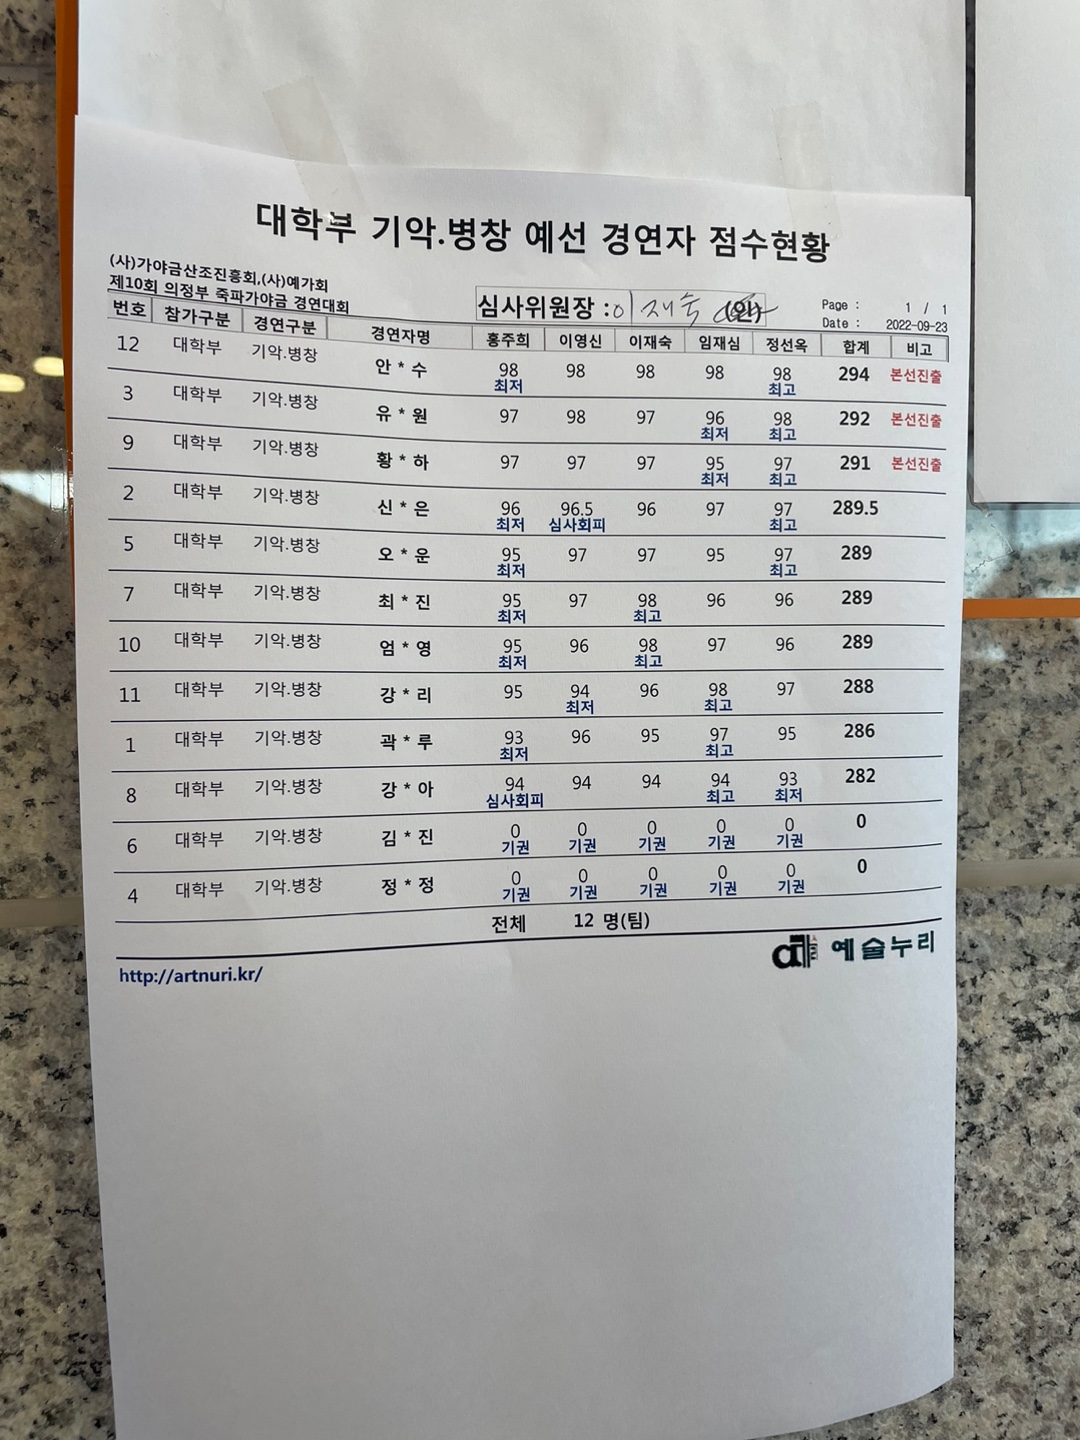 대학부 기악.병창 예선 경연자 점수현황
(사)가야금산조진흥회,(사)예가회
제10회 의정부 죽파가야금 경연대회
심사위원장 : 이재숙 (인)
Page : 1 / 1
Date : 2022-09-23
번호 참가구분 경연구분 경연자명 홍주희 이영신 이재숙 임재심 정선옥 합계 비고
12 대학부 기악.병창 안 * 수 98 98 98 98 98 294 본선진출
최저 최고
3 대학부 기악.병창 유 * 원 97 98 97 96 98 292 본선진출
최저 최고
9 대학부 기악.병창 황 * 하 97 97 97 95 97 291 본선진출
최저 최고
2 대학부 기악.병창 신 * 은 96 96.5 96 97 97 289.5
최저 심사회피 최고
5 대학부 기악.병창 오 * 운 95 97 97 95 97 289
최저 최고
7 대학부 기악.병창 최 * 진 95 97 98 96 96 289
최저 최고
10 대학부 기악.병창 엄 * 영 95 96 98 97 96 289
최저 최고
11 대학부 기악.병창 강 * 리 95 94 96 98 97 288
최저 최고
1 대학부 기악.병창 곽 * 루 93 96 95 97 95 286
최저 최고
8 대학부 기악.병창 강 * 아 94 94 94 94 93 282
심사회피 최고 최저
6 대학부 기악.병창 김 * 진 0 0 0 0 0 0
기권 기권 기권 기권 기권
4 대학부 기악.병창 정 * 정 0 0 0 0 0 0
기권 기권 기권 기권 기권
전체 12 명(팀)
http://artnuri.kr/
예술누리